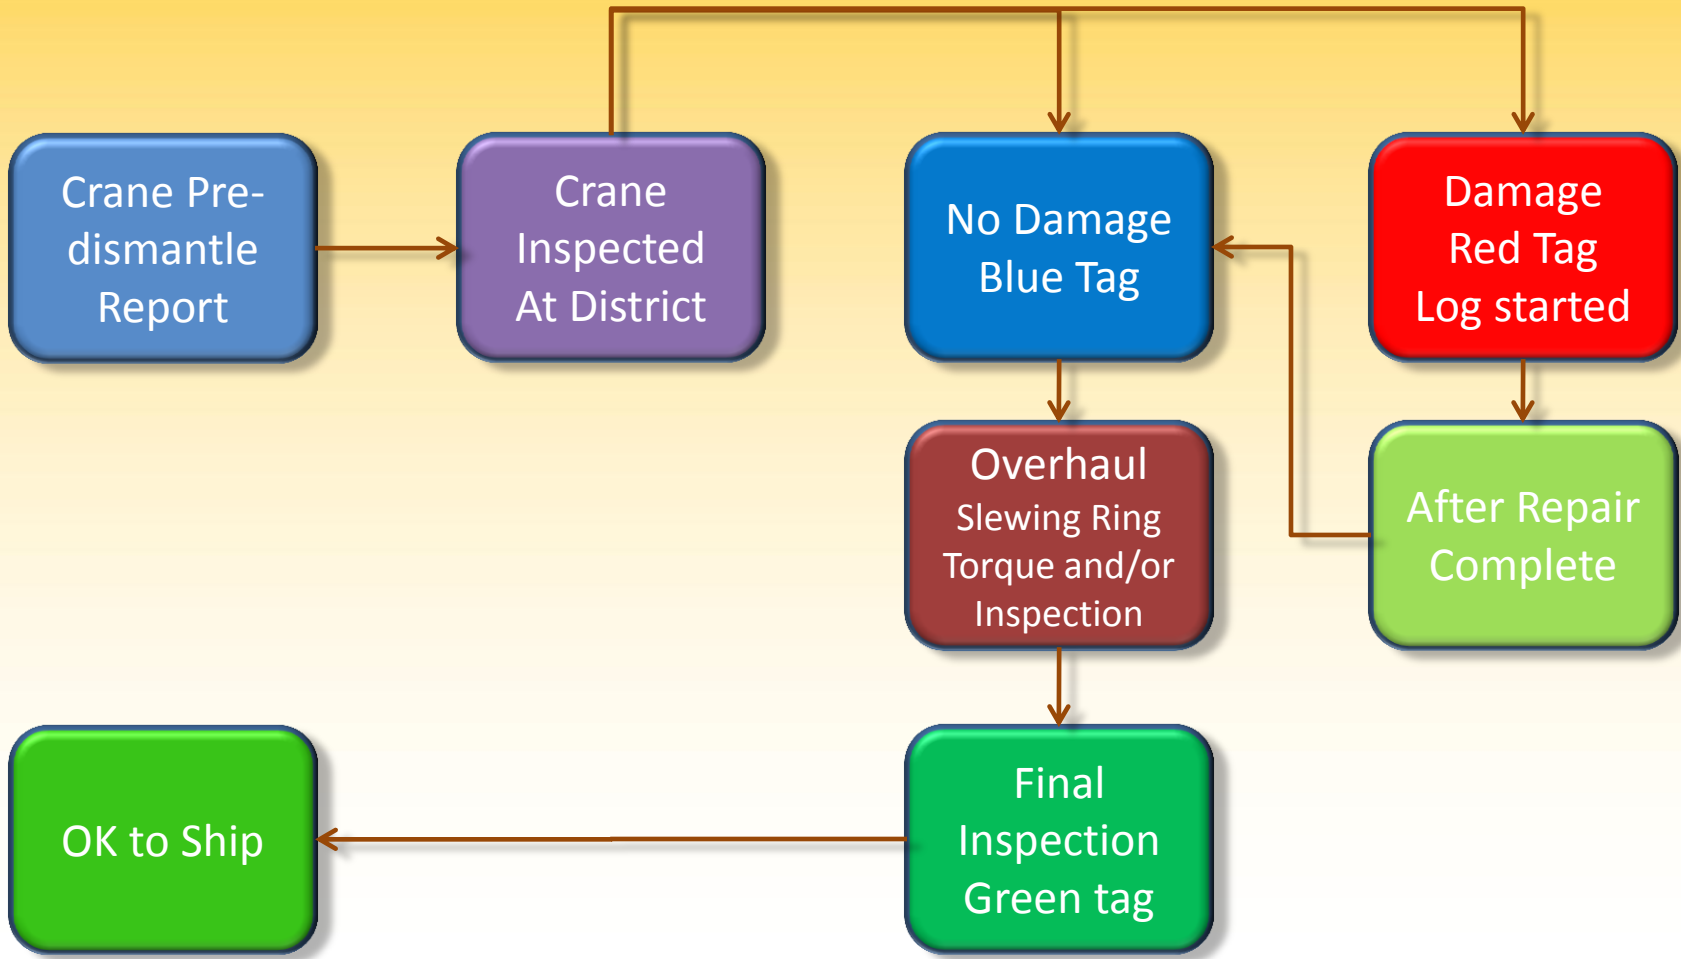 Crane Pre-
dismantle
Report
Crane
Inspected
At District
No Damage
Blue Tag
Damage
Red Tag
Log started
Overhaul
Slewing Ring
Torque and/or
Inspection
After Repair
Complete
OK to Ship
Final
Inspection
Green tag